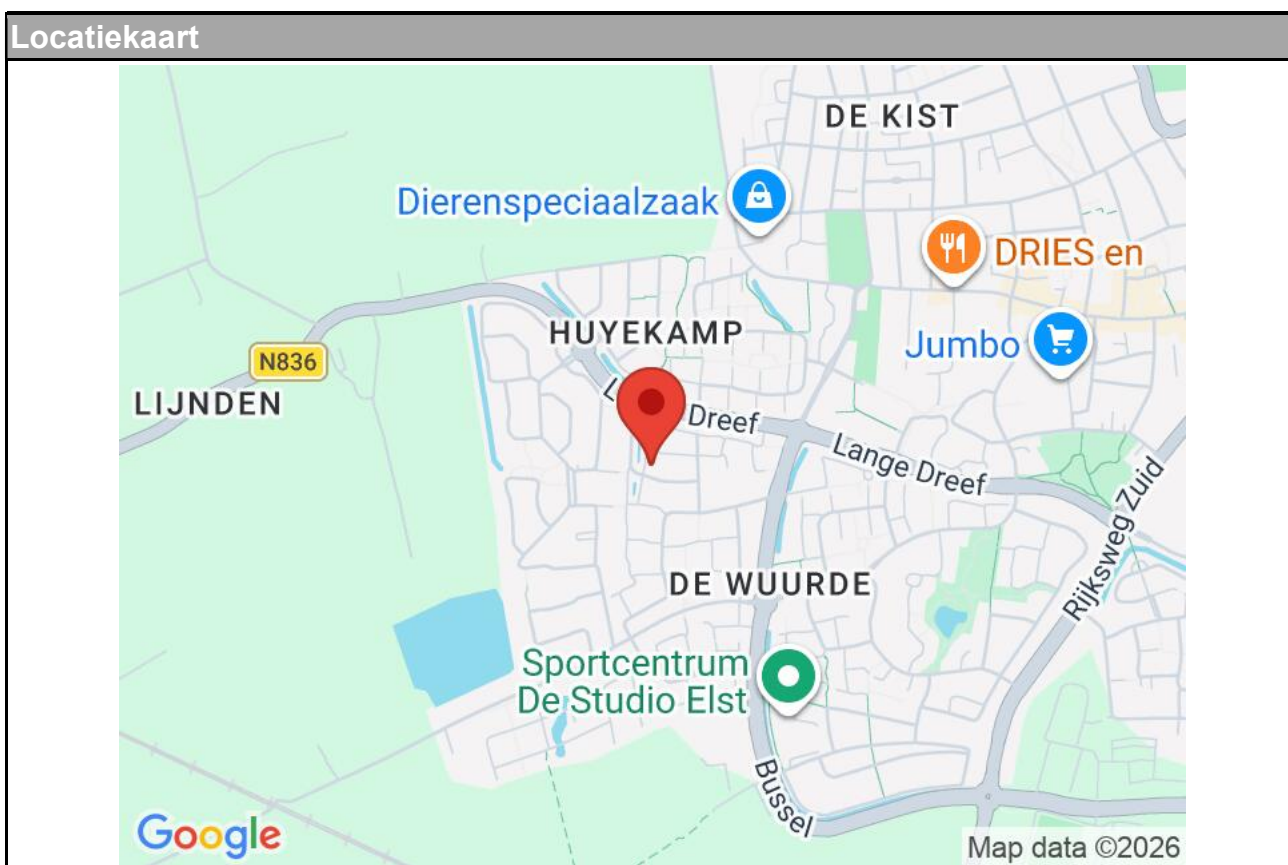 Locatiekaart
DE KIST
Dierenspeciaalzaak
DRIES en
HUYEKAMP
Jumbo
N836
LIJNDEN
Dreef
Lange Dreef
Rijksweg Zuid
DE WUURDE
Sportcentrum
De Studio Elst
Bussel
Google
Map data ©2026